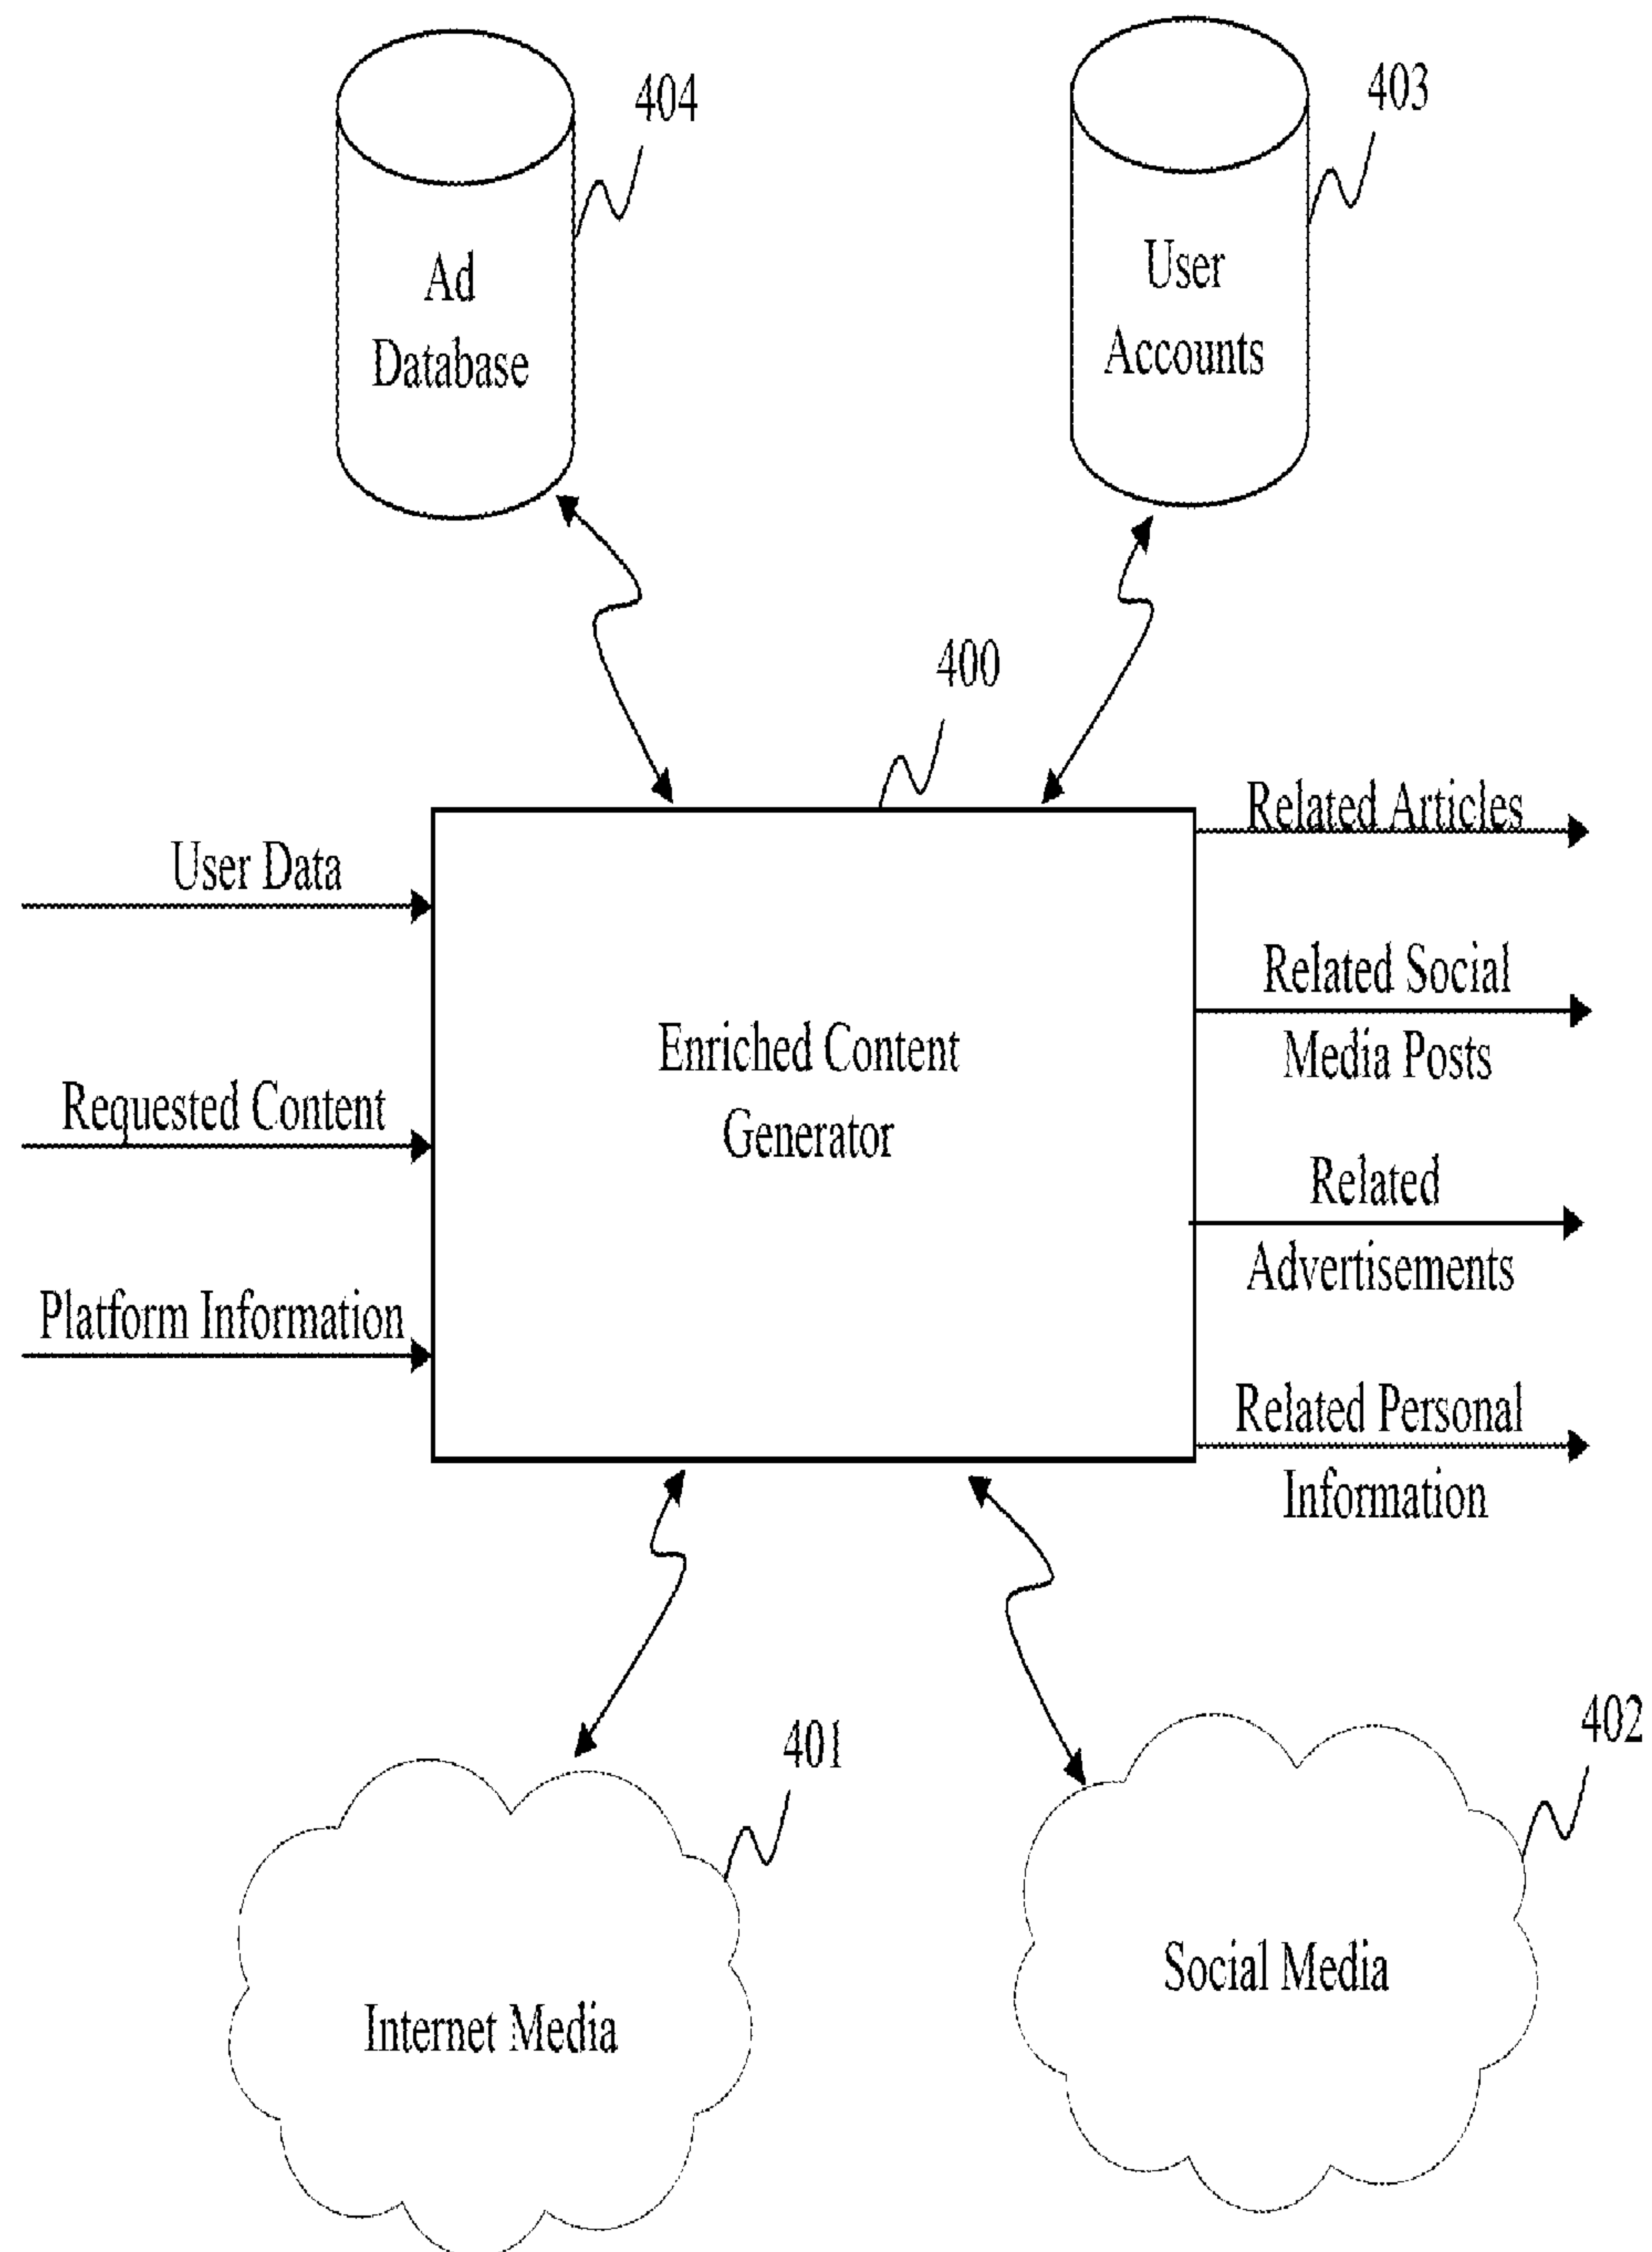 404
403
Ad
Database
User
Accounts
400
User Data
Requested Content
Platform Information
Enriched Content
Generator
Related Articles
Related Social
Media Posts
Related
Advertisements
Related Personal
Information
401
402
Internet Media
Social Media